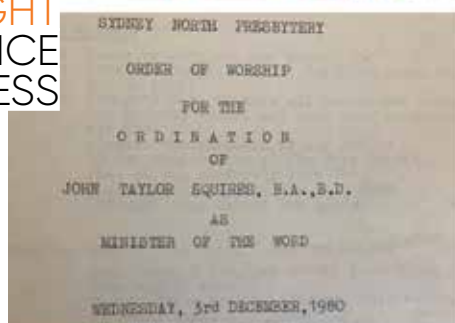 GHT
ICE
ESS
SYDNEY NORTH PRESBYTERY
ORDER OF WORSHIP
FOR THE
ORDINATION
OF
JOHN TAYLOR SQUIRES, B.A.,B.D.
AS
MINISTER OF THE WORD
WEDNESDAY, 3rd DECEMBER, 1980